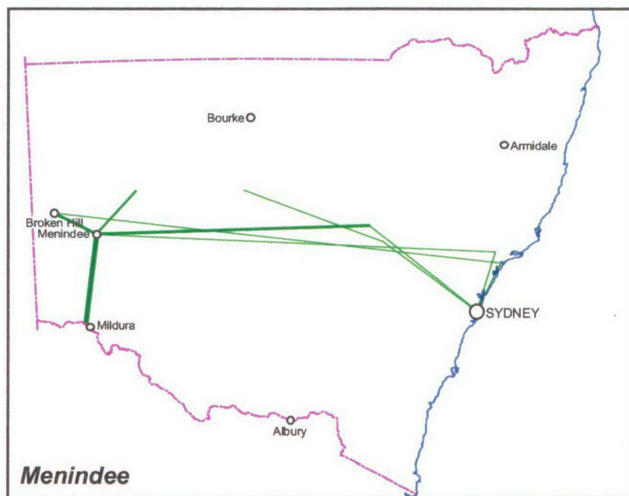 Bourke
Armidale
Broken Hill
Menindee
SYDNEY
Mildura
Albury
Menindee